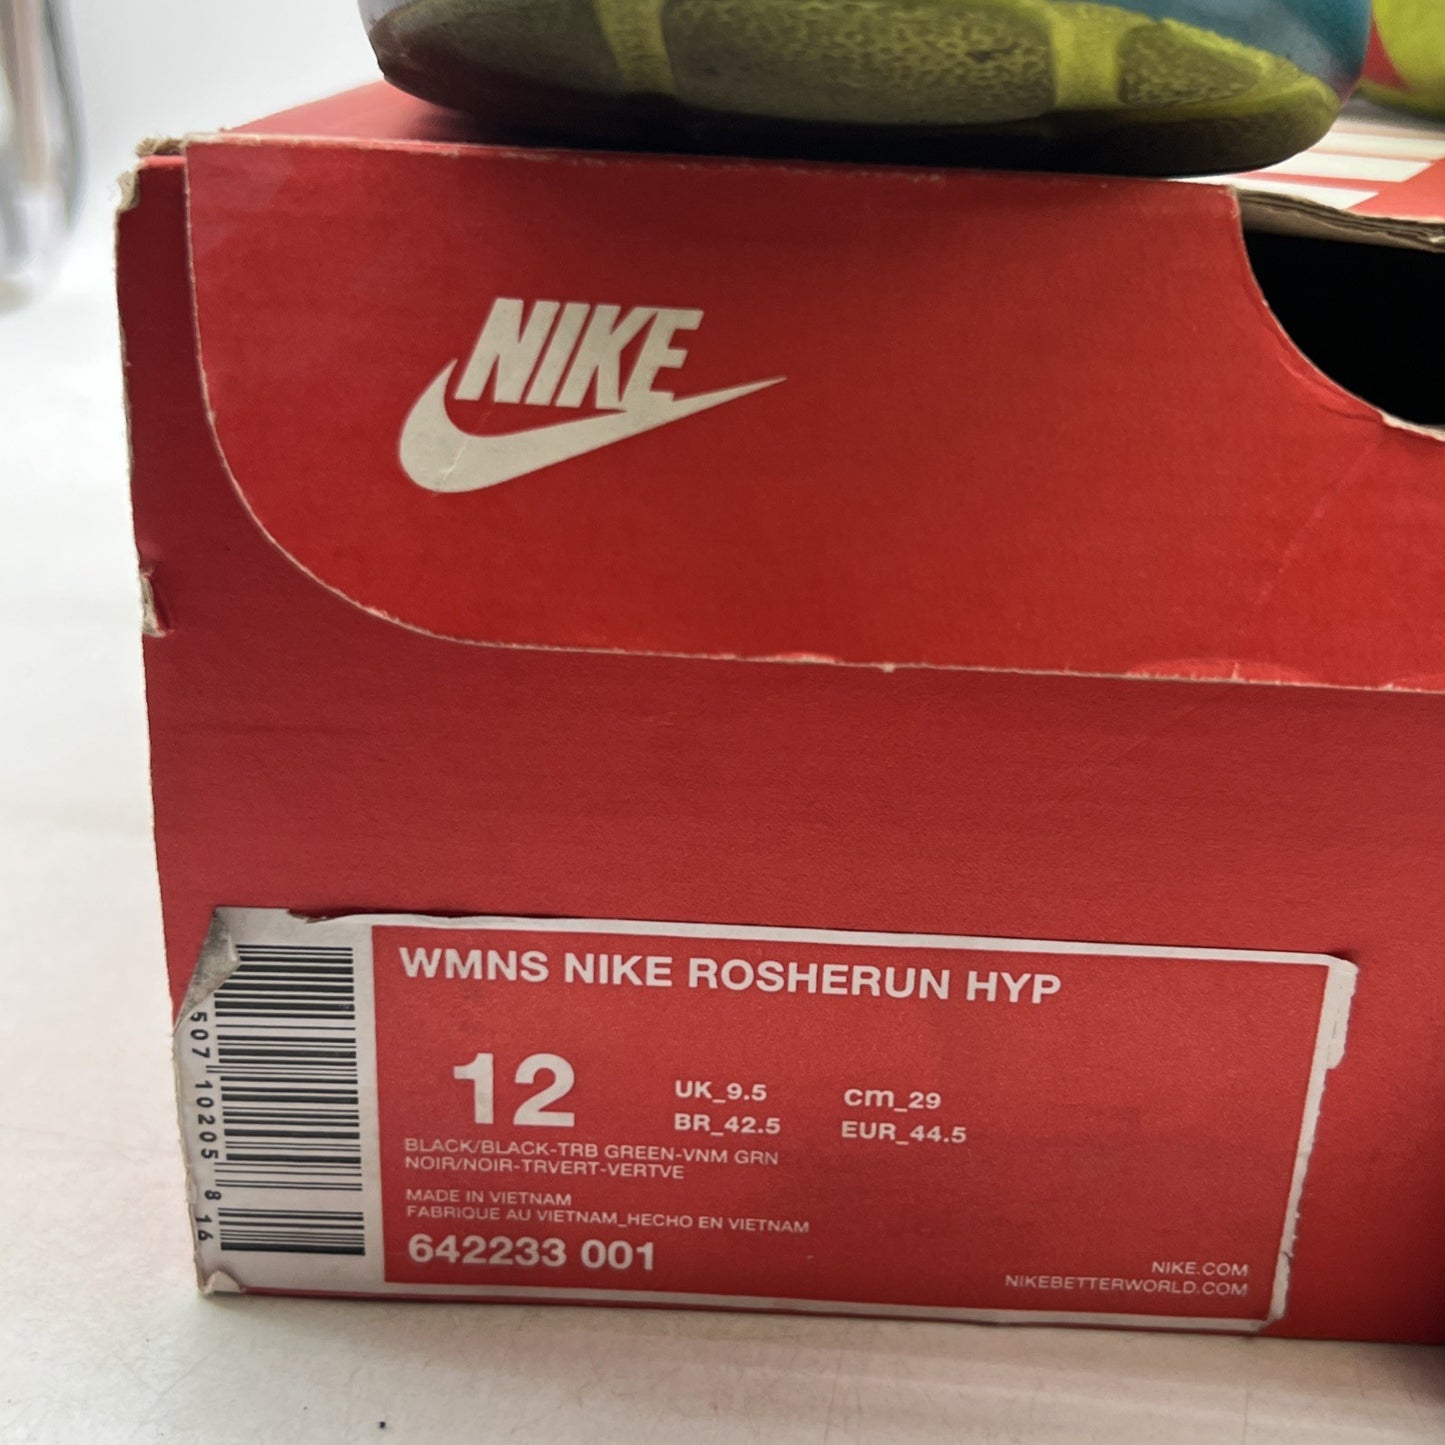 NIKE
WMNS NIKE ROSHERUN HYP
12
UK_9.5 cm_29
BR_42.5 EUR_44.5
BLACK/BLACK-TRB GREEN-VNM GRN
NOIR/NOIR-TRVERT-VERTVE
MADE IN VIETNAM
FABRIQUE AU VIETNAM_HECHO EN VIETNAM
642233 001
NIKE.COM
NIKEBETTERWORLD.COM
507 10205 8 16